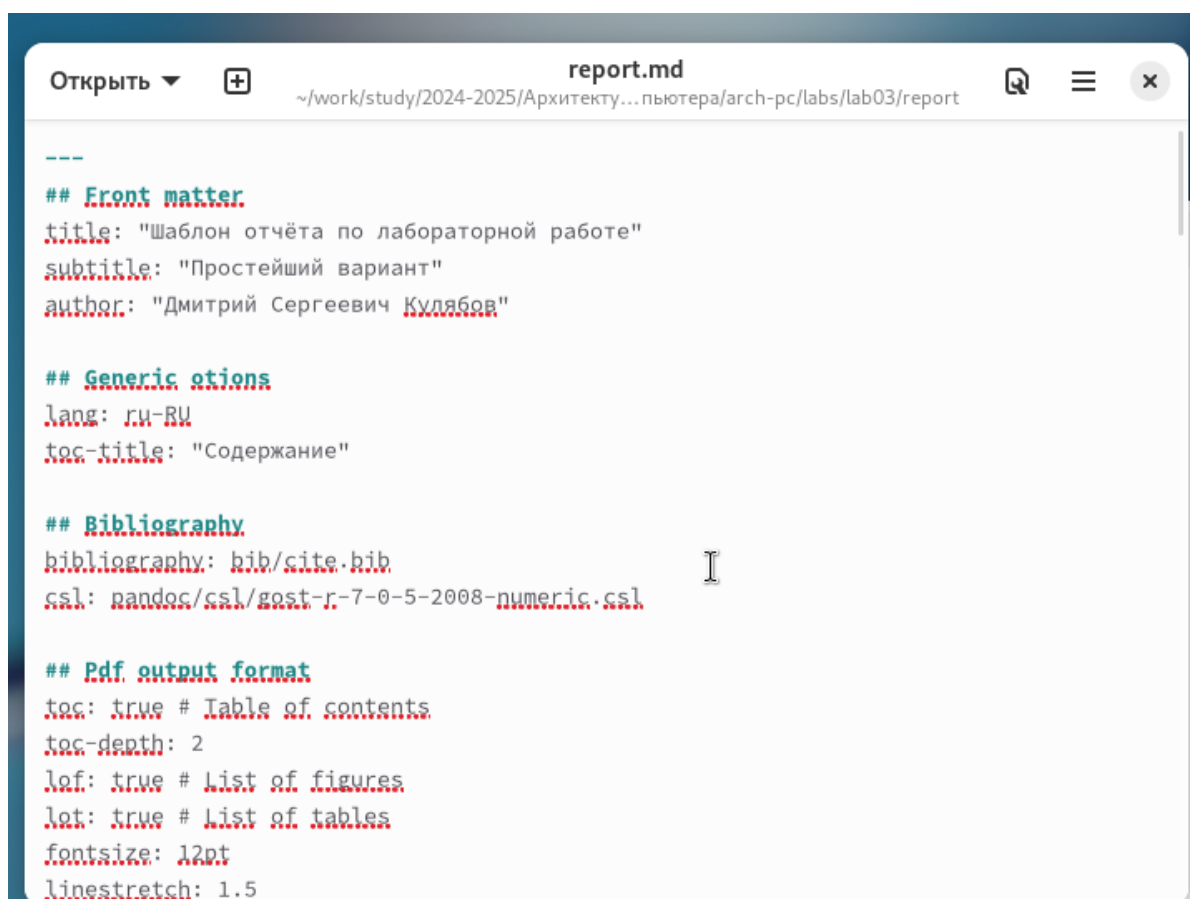 Открыть
report.md
~/work/study/2024-2025/Архитекту…пьютера/arch-pc/labs/lab03/report
---
## Front matter
title: "Шаблон отчёта по лабораторной работе"
subtitle: "Простейший вариант"
author: "Дмитрий Сергеевич Кулябов"
## Generic otions
lang: ru-RU
toc-title: "Содержание"
## Bibliography
bibliography: bib/cite.bib
csl: pandoc/csl/gost-r-7-0-5-2008-numeric.csl
## Pdf output format
toc: true # Table of contents
toc-depth: 2
lof: true # List of figures
lot: true # List of tables
fontsize: 12pt
linestretch: 1.5